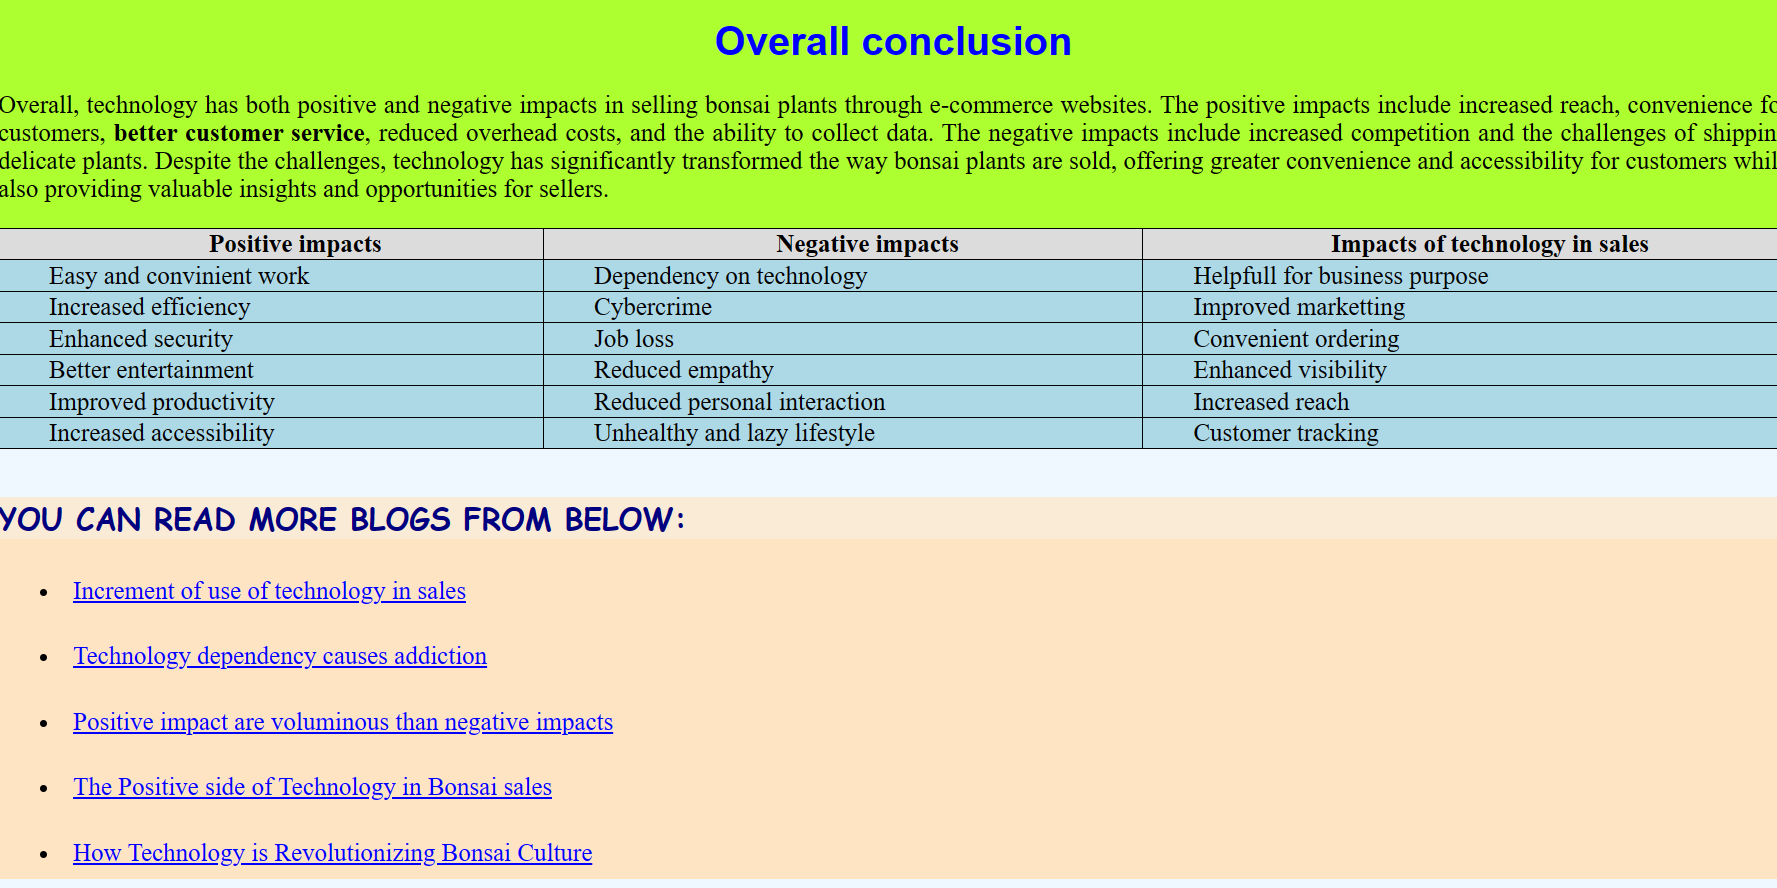 Overall conclusion
Overall, technology has both positive and negative impacts in selling bonsai plants through e-commerce websites. The positive impacts include increased reach, convenience fo
customers, better customer service, reduced overhead costs, and the ability to collect data. The negative impacts include increased competition and the challenges of shippin
delicate plants. Despite the challenges, technology has significantly transformed the way bonsai plants are sold, offering greater convenience and accessibility for customers whil
also providing valuable insights and opportunities for sellers.
Positive impacts Negative impacts Impacts of technology in sales
Easy and convinient work Dependency on technology Helpfull for business purpose
Increased efficiency Cybercrime Improved marketting
Enhanced security Job loss Convenient ordering
Better entertainment Reduced empathy Enhanced visibility
Improved productivity Reduced personal interaction Increased reach
Increased accessibility Unhealthy and lazy lifestyle Customer tracking
YOU CAN READ MORE BLOGS FROM BELOW:
Increment of use of technology in sales
Technology dependency causes addiction
Positive impact are voluminous than negative impacts
The Positive side of Technology in Bonsai sales
How Technology is Revolutionizing Bonsai Culture